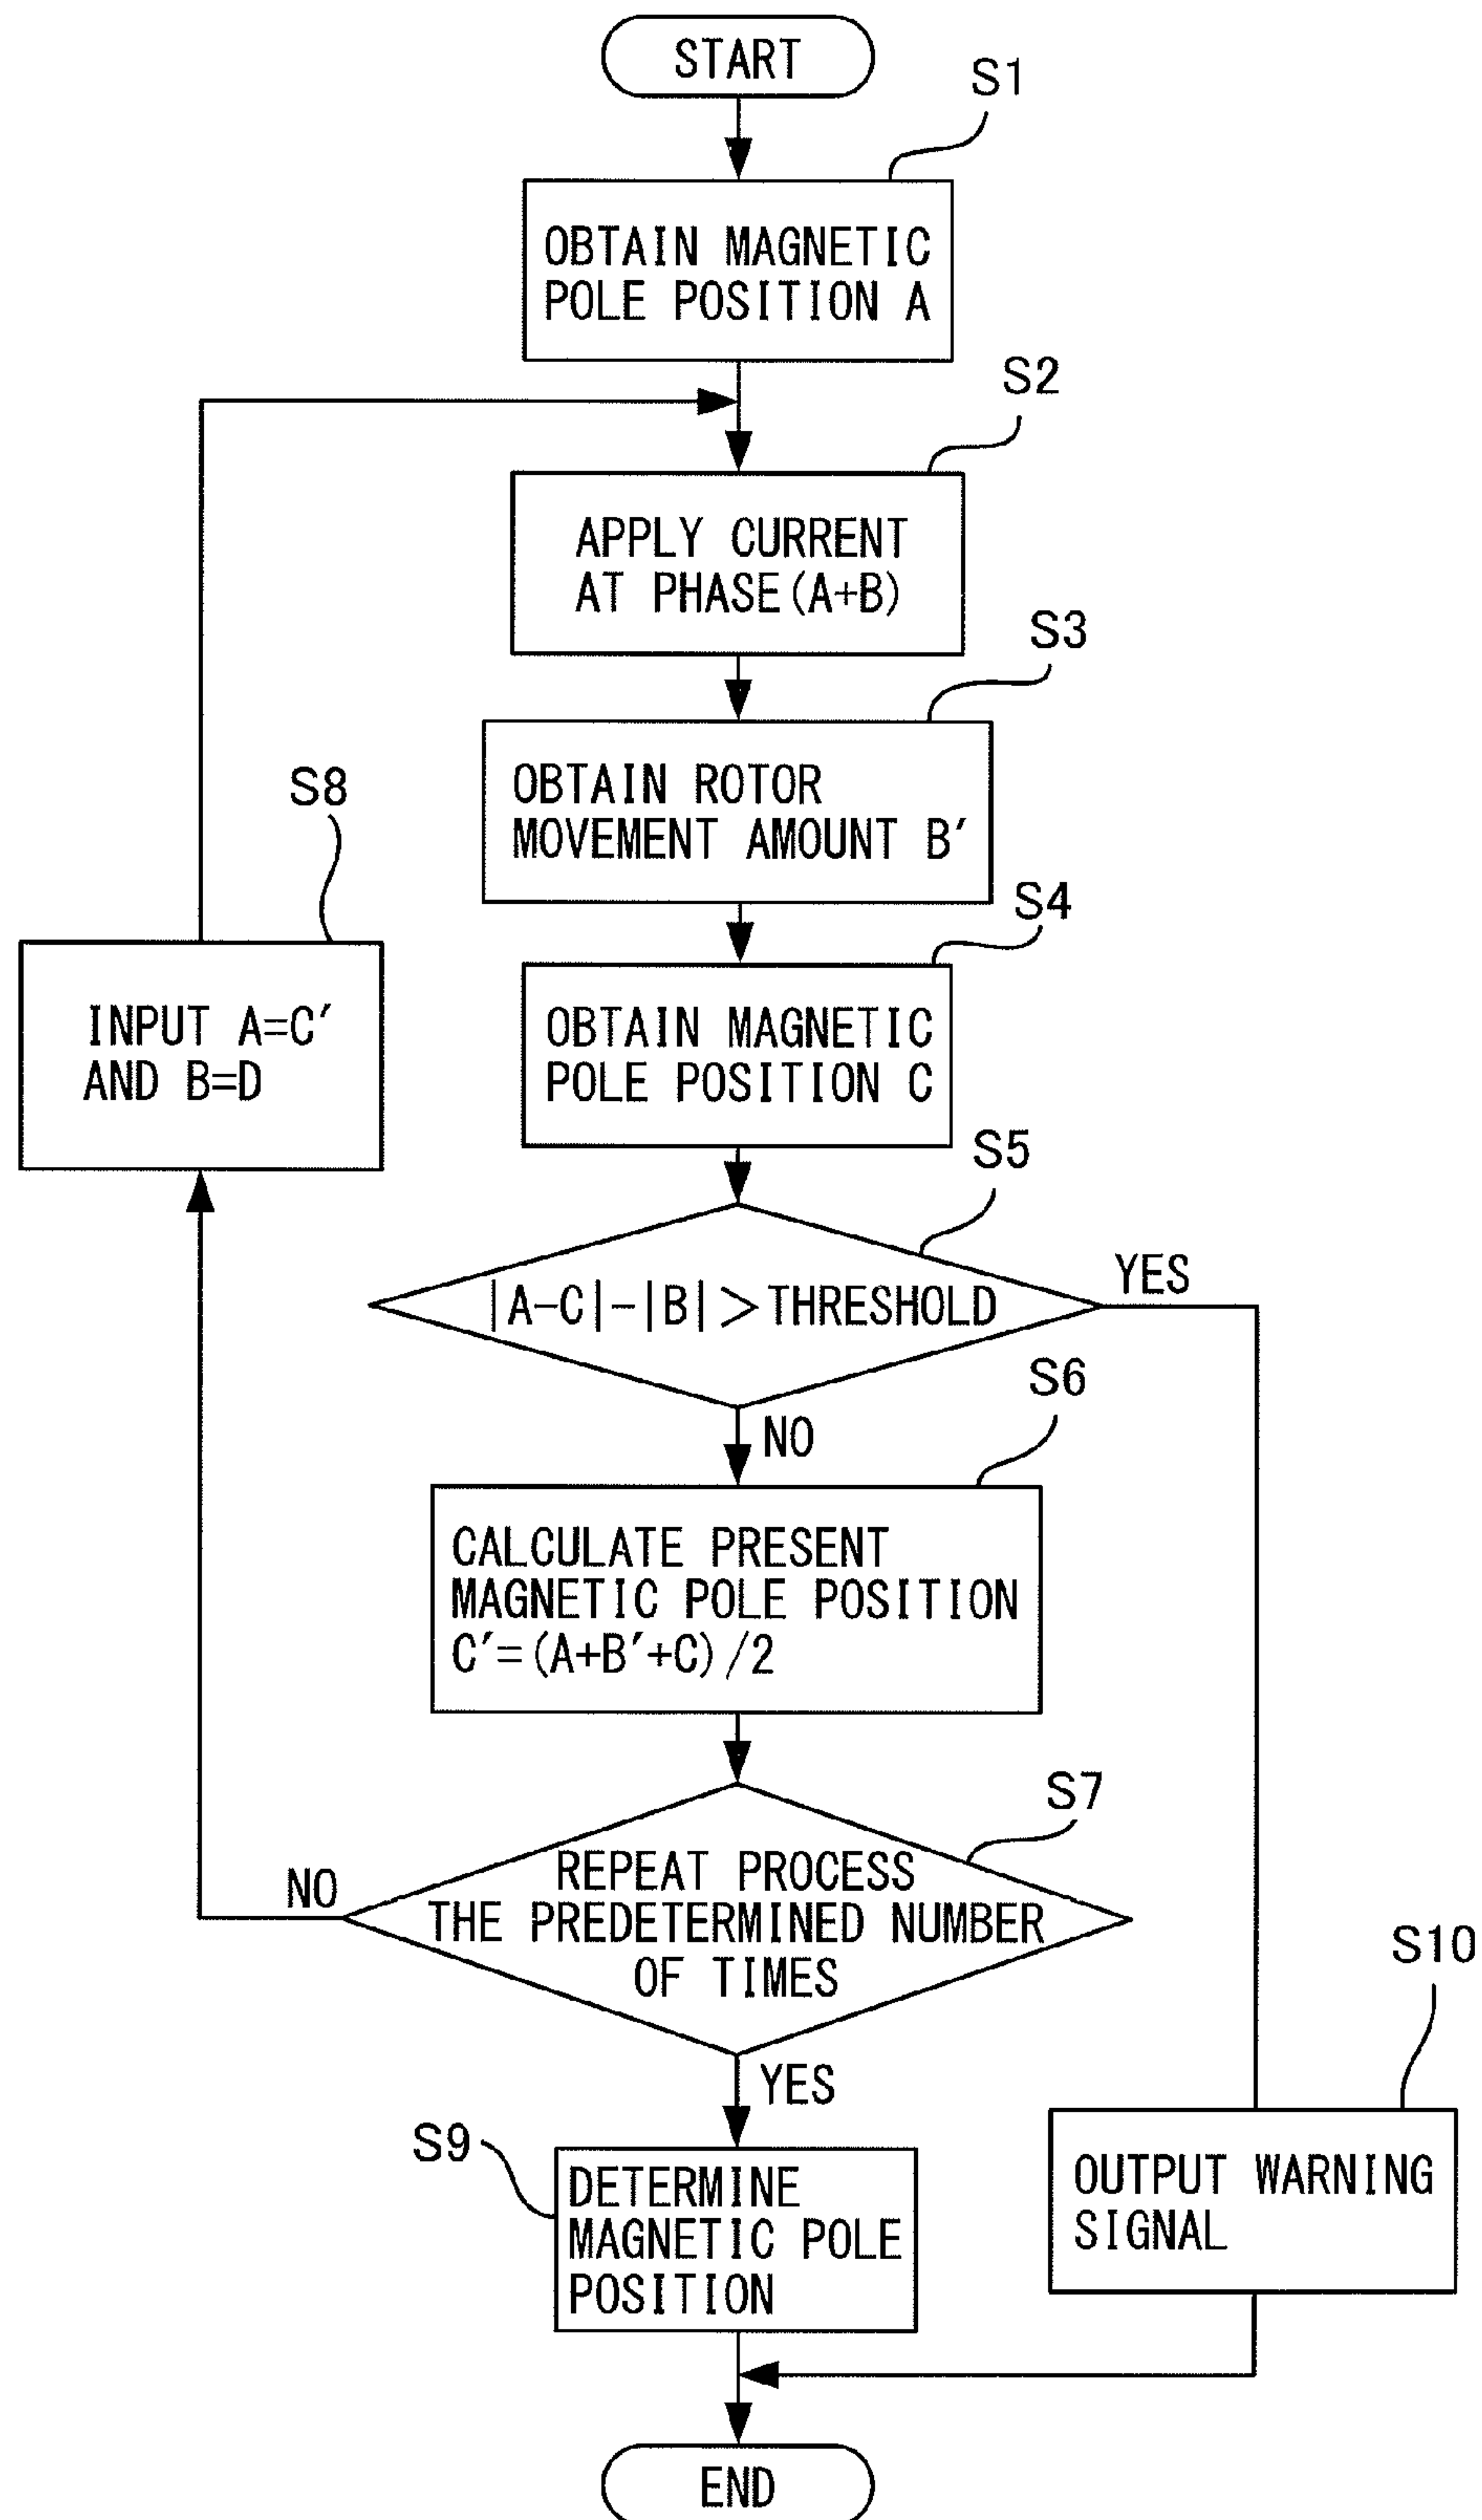 START
S1
OBTAIN MAGNETIC
POLE POSITION A
S2
APPLY CURRENT
AT PHASE(A+B)
S3
OBTAIN ROTOR
MOVEMENT AMOUNT B′
S8
INPUT A=C′
AND B=D
S4
OBTAIN MAGNETIC
POLE POSITION C
S5
|A-C|-|B|>THRESHOLD
YES
NO
S6
CALCULATE PRESENT
MAGNETIC POLE POSITION
C′=(A+B′+C)/2
S7
REPEAT PROCESS
THE PREDETERMINED NUMBER
OF TIMES
NO
YES
S10
OUTPUT WARNING
SIGNAL
S9
DETERMINE
MAGNETIC POLE
POSITION
END